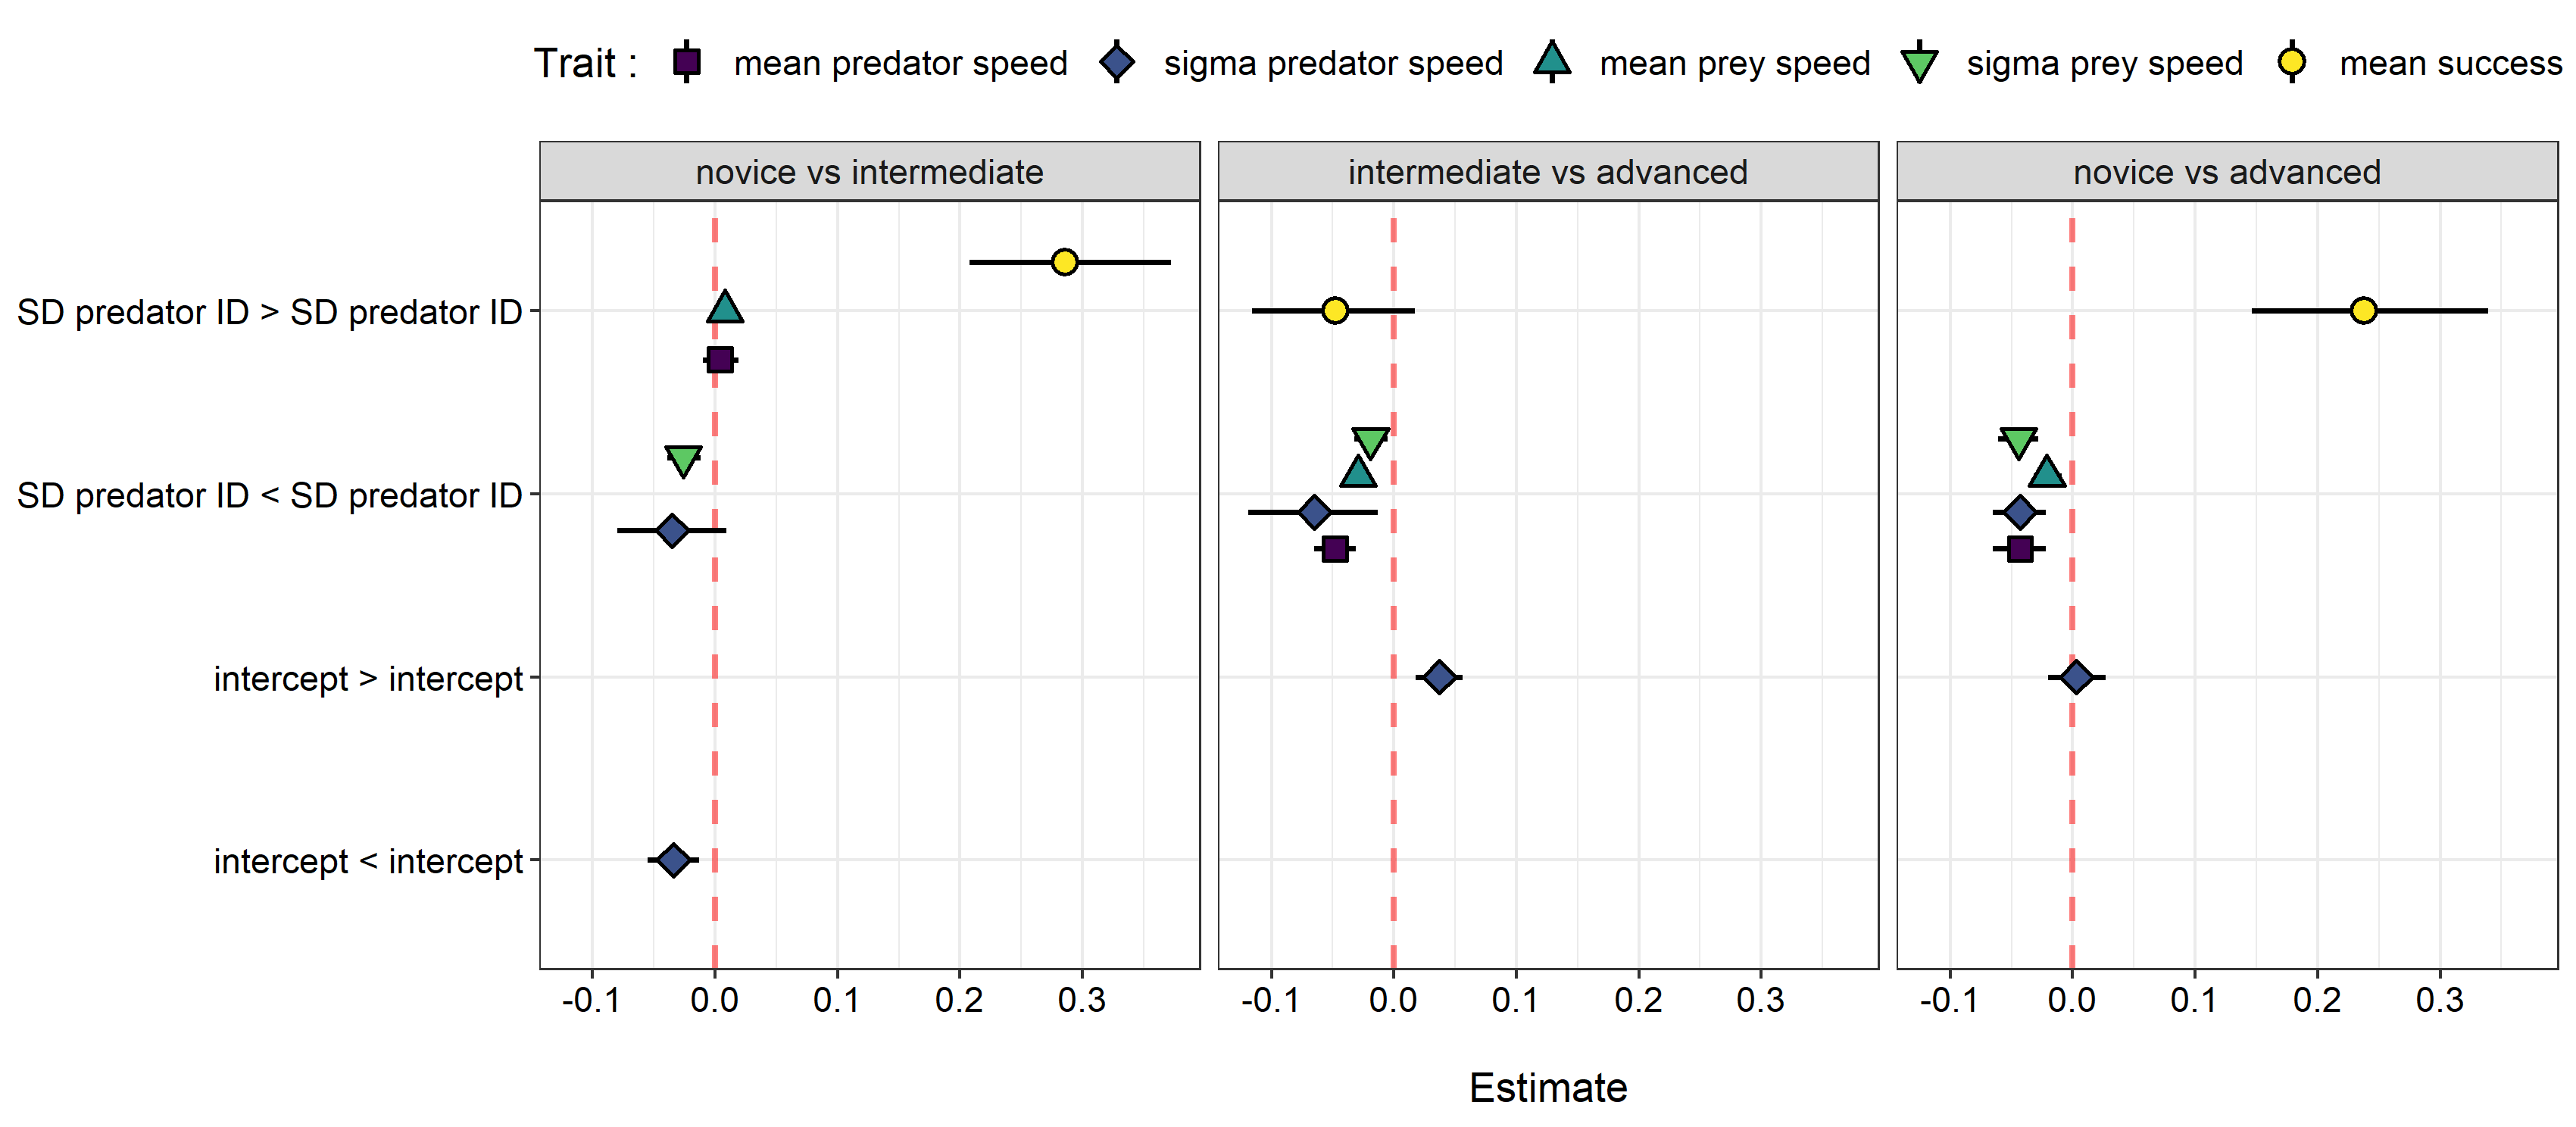 Trait : mean predator speed sigma predator speed mean prey speed sigma prey speed mean success
novice vs intermediate intermediate vs advanced novice vs advanced
SD predator ID > SD predator ID
SD predator ID < SD predator ID
intercept > intercept
intercept < intercept
-0.1 0.0 0.1 0.2 0.3 -0.1 0.0 0.1 0.2 0.3 -0.1 0.0 0.1 0.2 0.3
Estimate